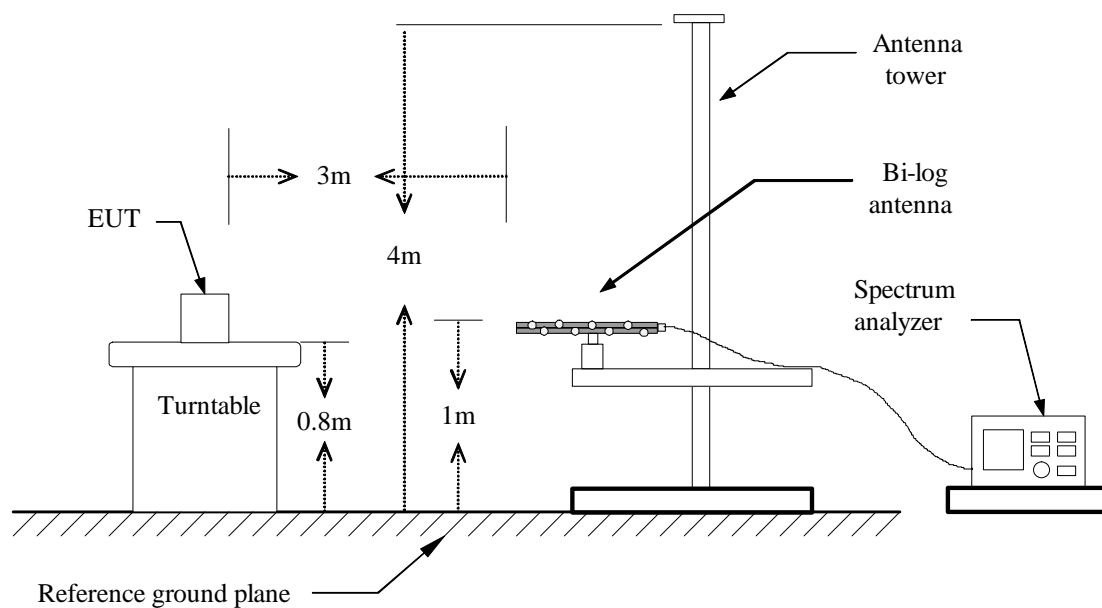 Antenna
tower
3m
Bi-log
antenna
EUT
4m
Spectrum
analyzer
Turntable
0.8m
1m
Reference ground plane